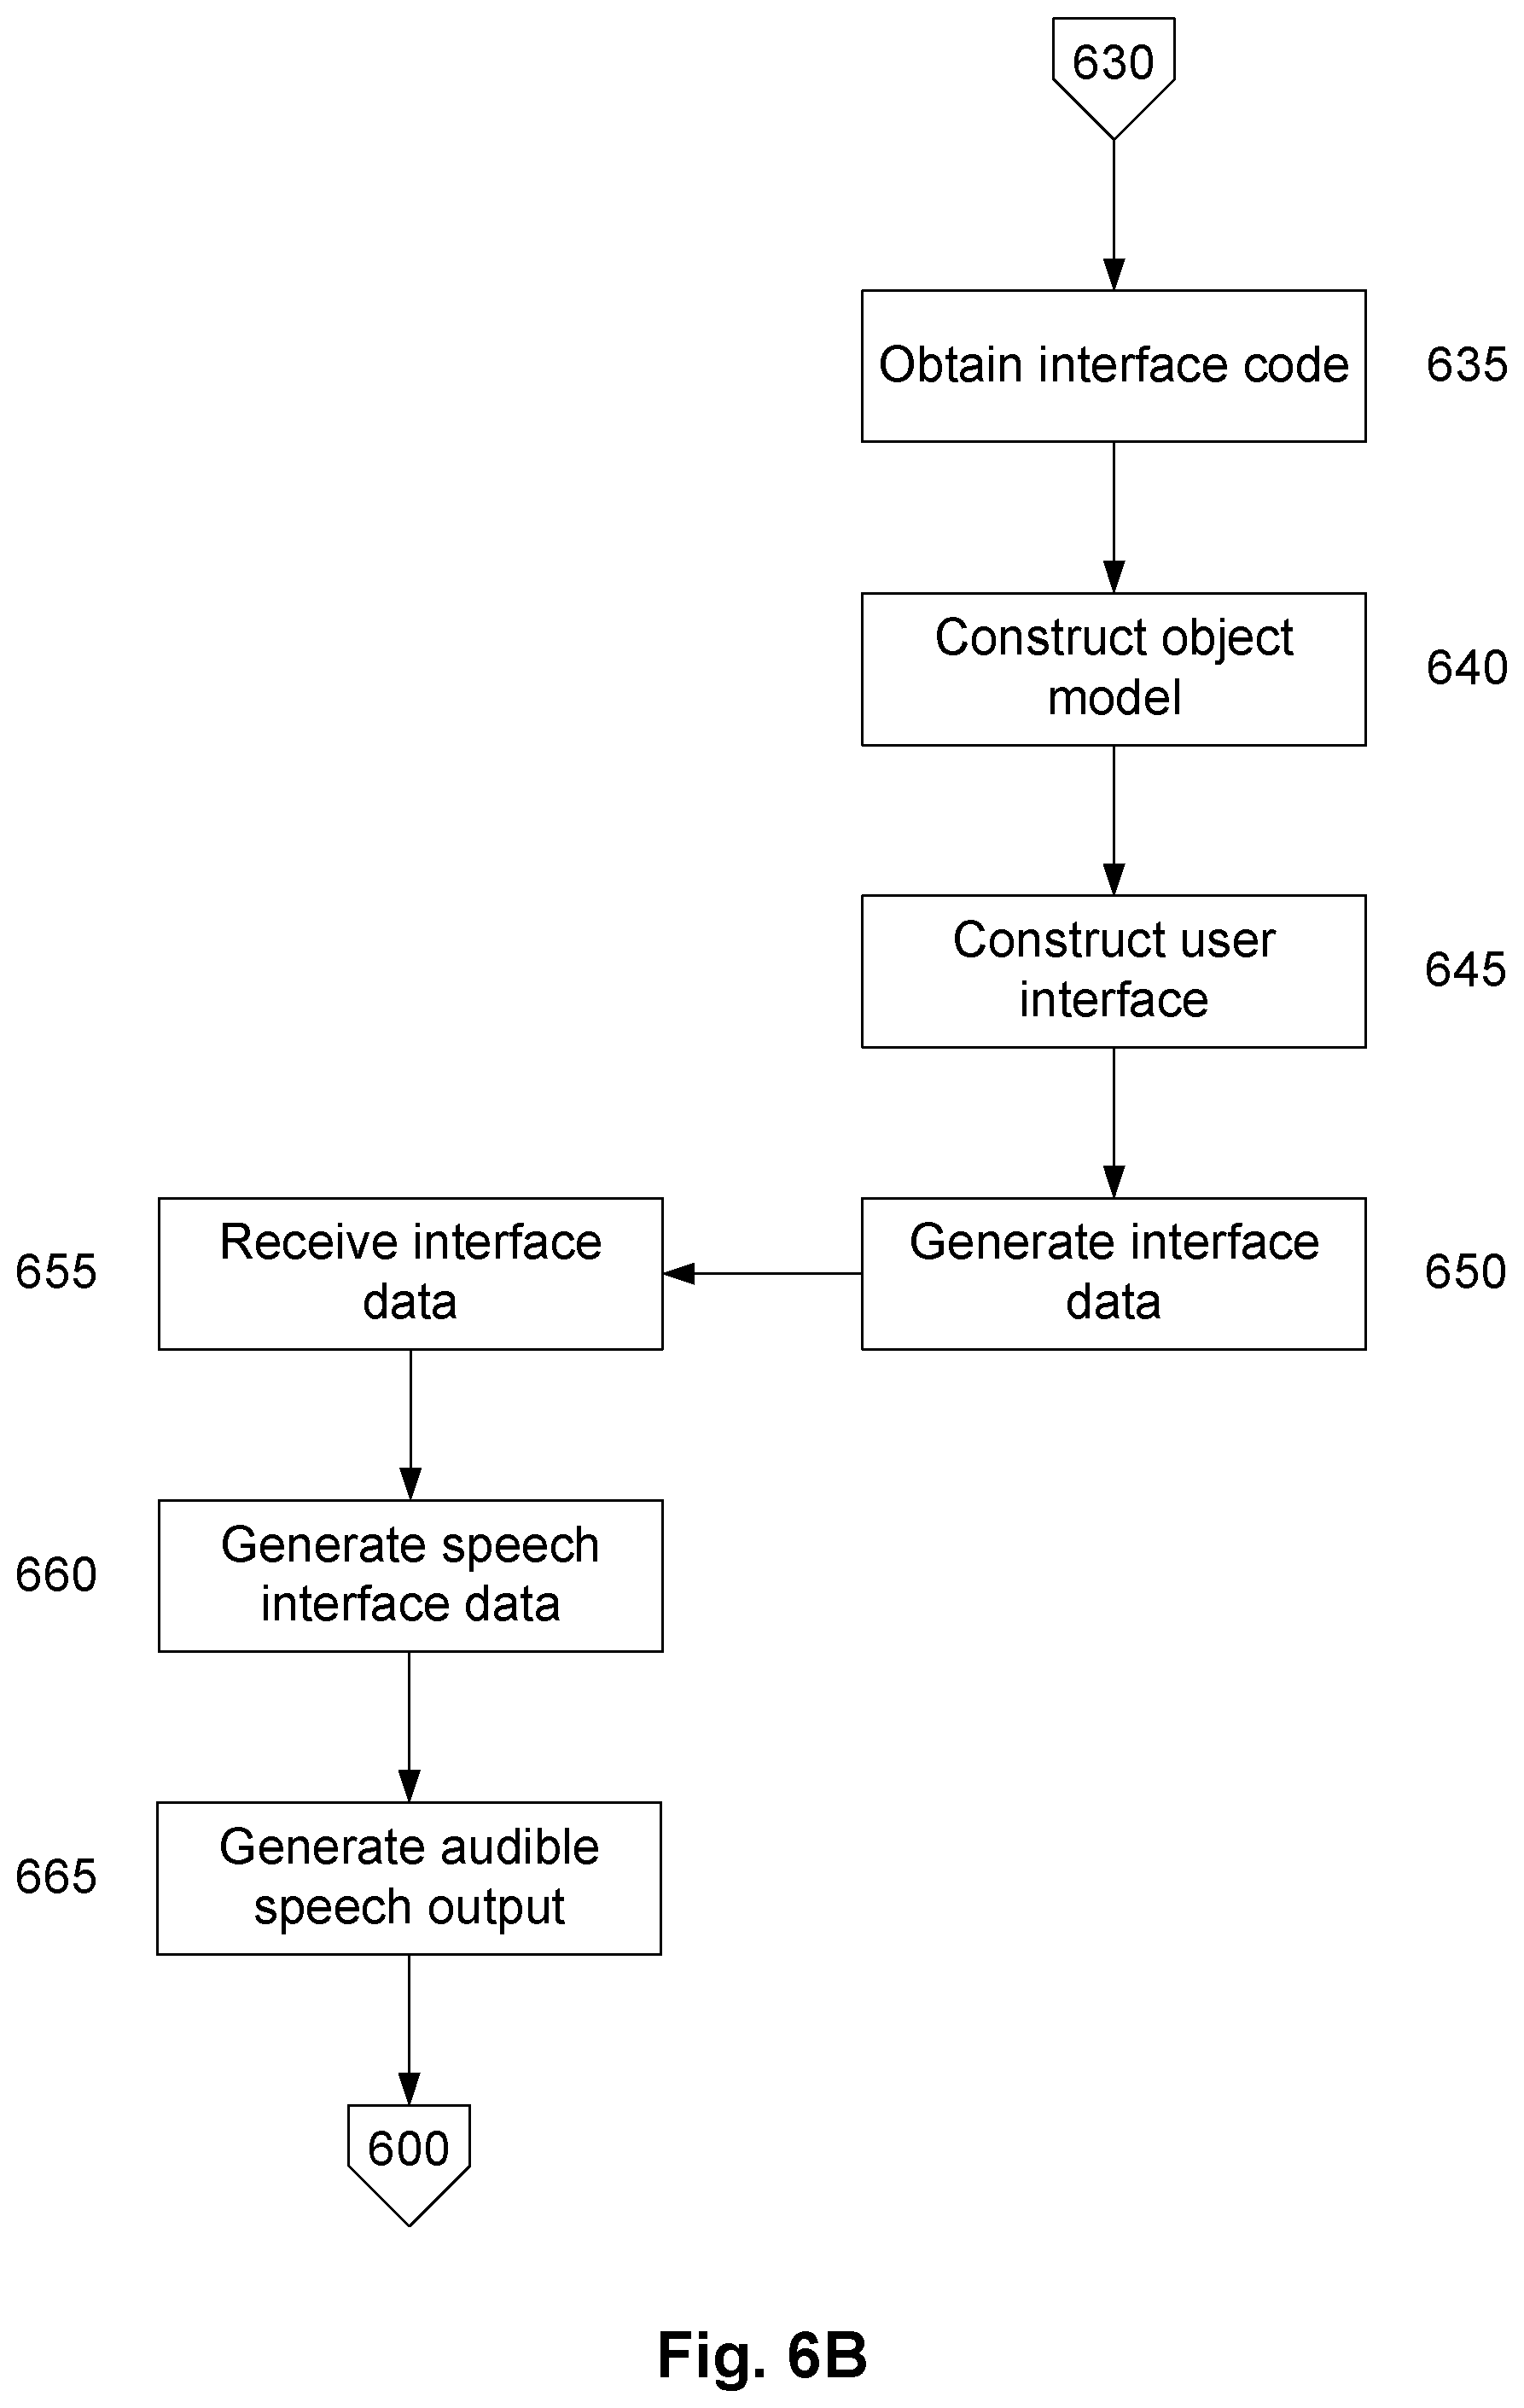 630
Obtain interface code
635
Construct object
model
640
Construct user
interface
645
Receive interface
data
655
Generate interface
data
650
Generate speech
interface data
660
Generate audible
speech output
665
600
Fig. 6B